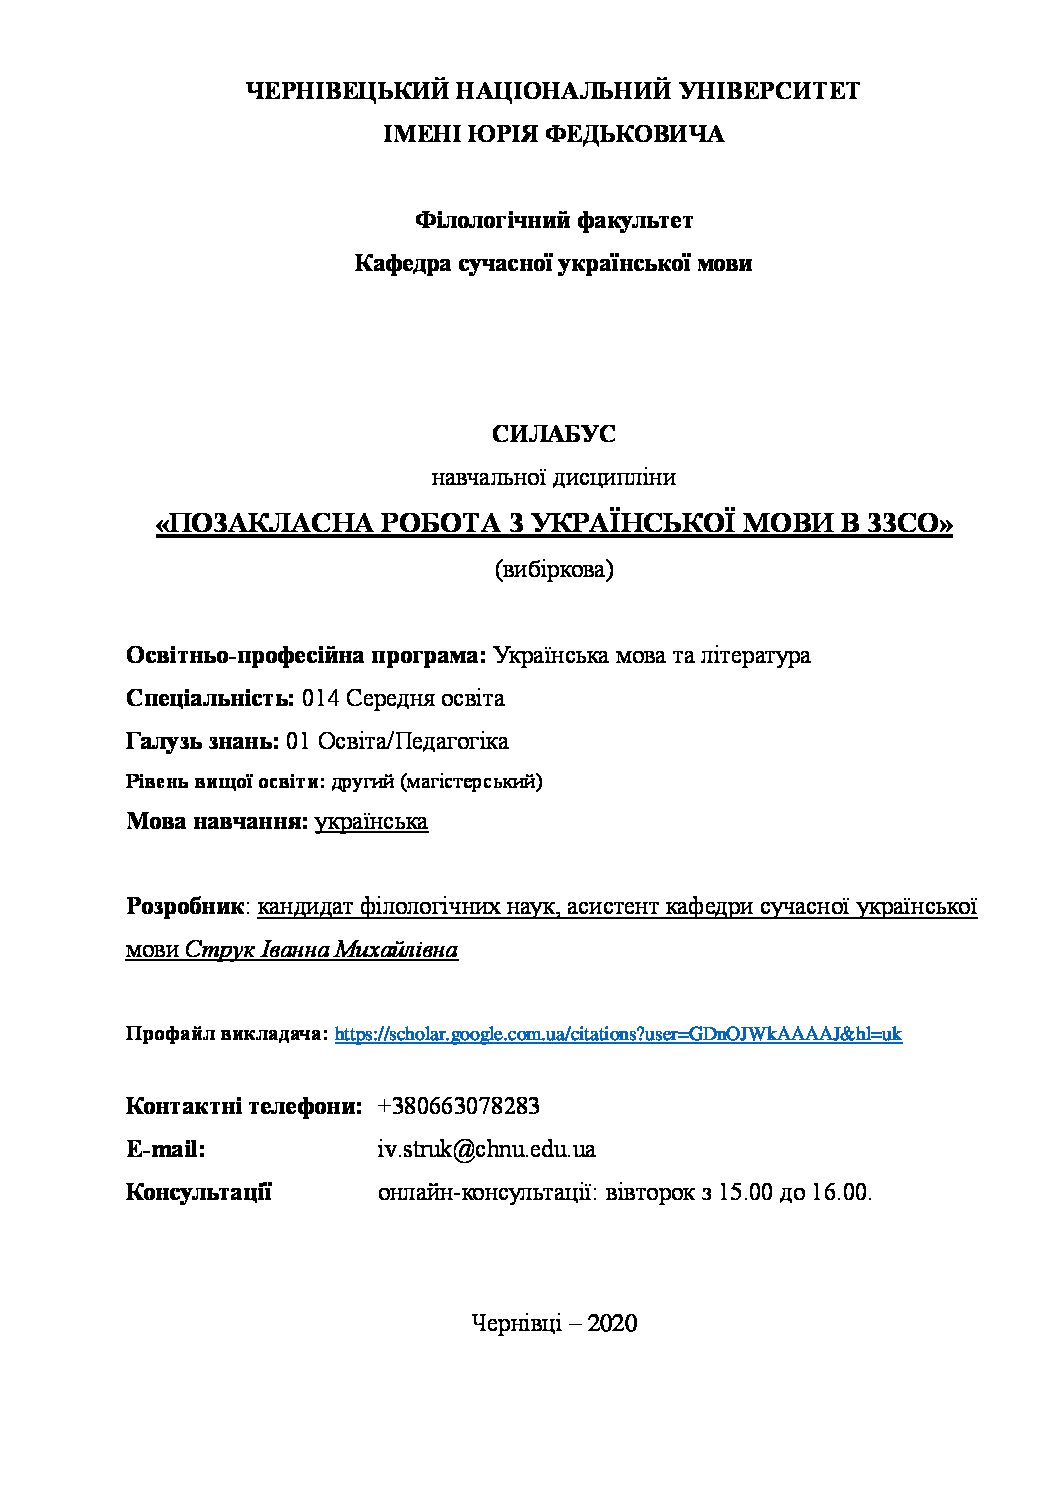 ЧЕРНІВЕЦЬКИЙ НАЦІОНАЛЬНИЙ УНІВЕРСИТЕТ
ІМЕНІ ЮРІЯ ФЕДЬКОВИЧА
Філологічний факультет
Кафедра сучасної української мови
СИЛАБУС
навчальної дисципліни
«ПОЗАКЛАСНА РОБОТА З УКРАЇНСЬКОЇ МОВИ В ЗЗСО»
(вибіркова)
Освітньо-професійна програма: Українська мова та література
Спеціальність: 014 Середня освіта
Галузь знань: 01 Освіта/Педагогіка
Рівень вищої освіти: другий (магістерський)
Мова навчання: українська
Розробник: кандидат філологічних наук, асистент кафедри сучасної української
мови Струк Іванна Михайлівна
Профайл викладача: https://scholar.google.com.ua/citations?user=GDnOJWkAAAAJ&hl=uk
Контактні телефони: +380663078283
E-mail: iv.struk@chnu.edu.ua
Консультації онлайн-консультації: вівторок з 15.00 до 16.00.
Чернівці – 2020